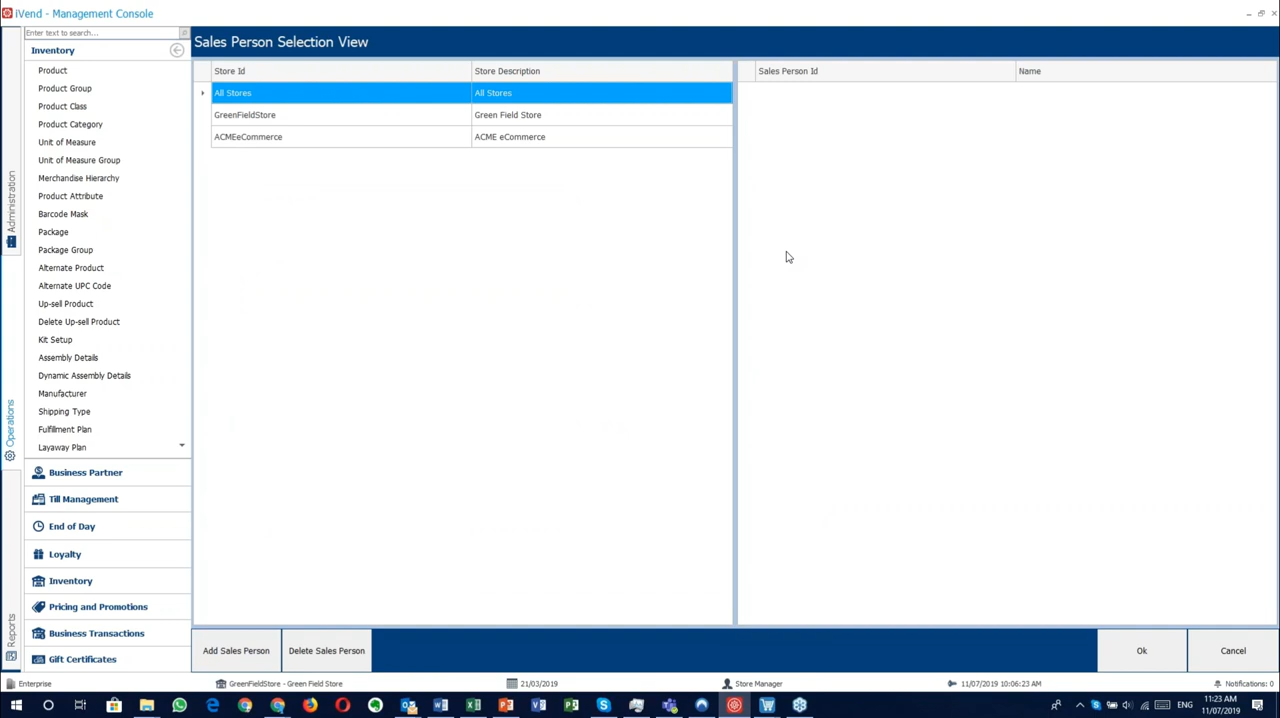 iVend - Management Console
Enter text to search...
Inventory
Product
Product Group
Product Class
Product Category
Unit of Measure
Unit of Measure Group
Merchandise Hierarchy
Product Attribute
Barcode Mask
Package
Package Group
Alternate Product
Alternate UPC Code
Up-sell Product
Delete Up-sell Product
Kit Setup
Assembly Details
Dynamic Assembly Details
Manufacturer
Shipping Type
Fulfillment Plan
Layaway Plan
Business Partner
Till Management
End of Day
Loyalty
Inventory
Pricing and Promotions
Business Transactions
Gift Certificates
Administration
Operations
Reports
Sales Person Selection View
Store Id Store Description
All Stores All Stores
GreenFieldStore Green Field Store
ACMEeCommerce ACME eCommerce
Sales Person Id Name
Add Sales Person Delete Sales Person Ok Cancel
Enterprise GreenFieldStore - Green Field Store 21/03/2019 Store Manager 11/07/2019 10:06:23 AM Notifications: 0
ENG 11:23 AM
11/07/2019